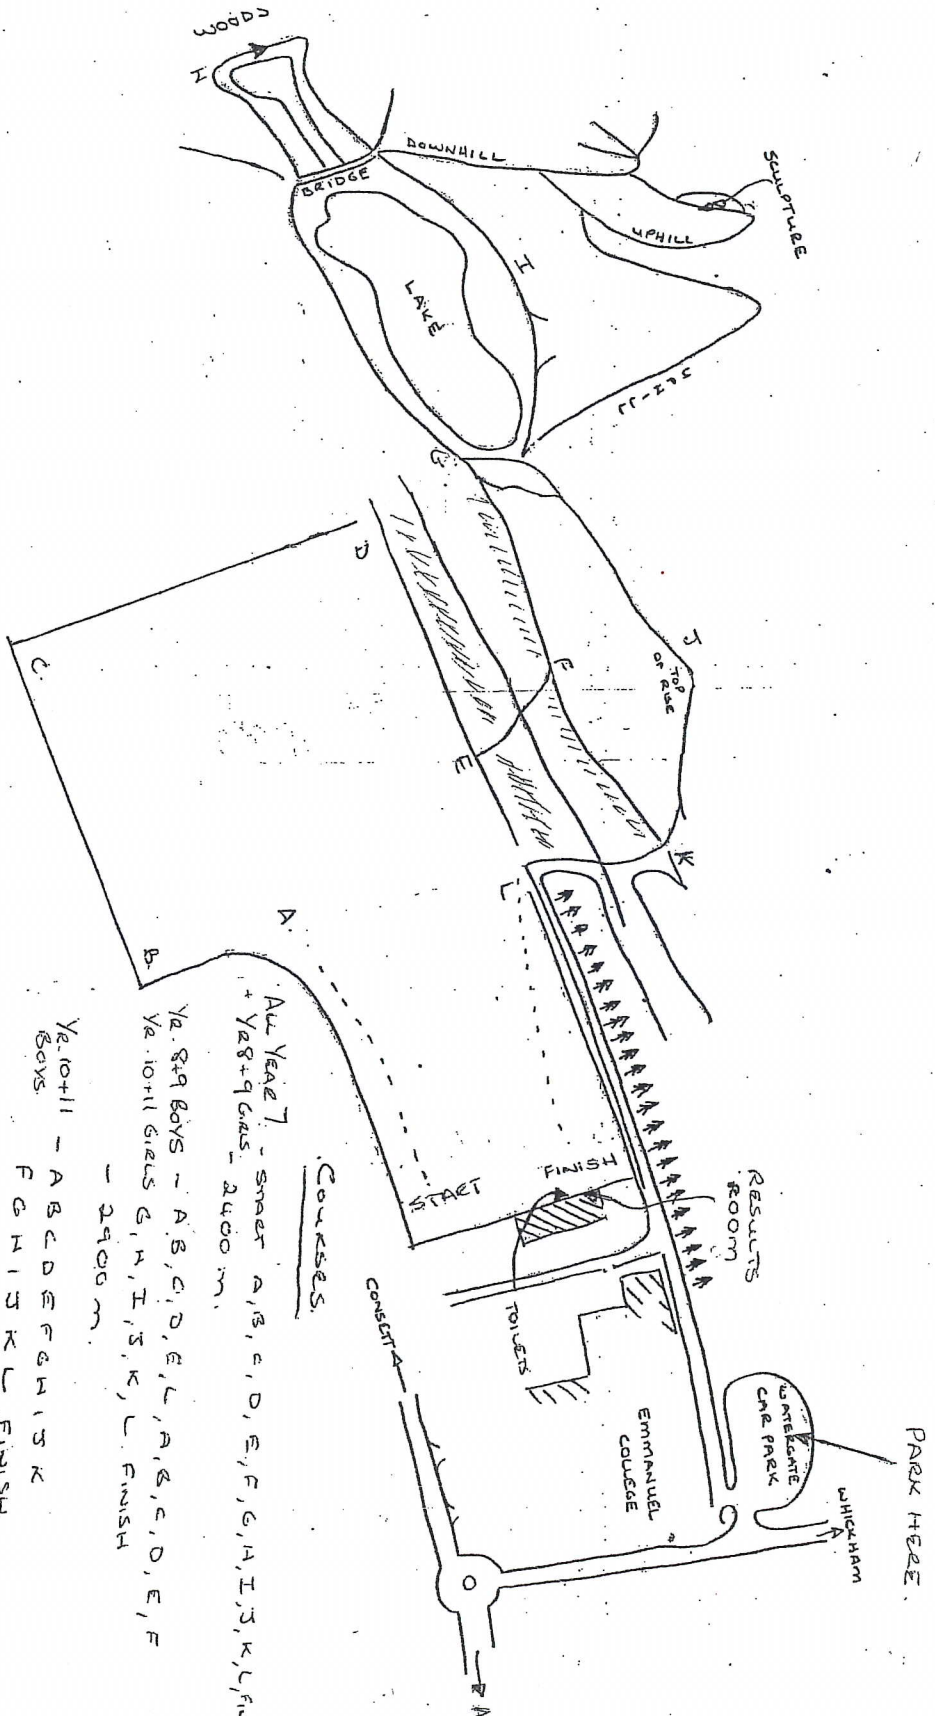 WOODS
H
BRIDGE
DOWNHILL
SCULPTURE
UPHILL
I
LAKE
UPHILL
G
D
C.
F
J
TOP
OF RISE
E
K
L
A.
B.
START
FINISH
RESULTS
ROOM
TOILETS
CONSETT
EMMANUEL
COLLEGE
WATERGATE
CAR PARK
PARK HERE.
WHICKHAM
COURSES.
ALL YEAR 7 - START A, B, C, D, E, F, G, H, I, J, K, L,
+ YR 8+9 GIRLS - 2400 m.
YR. 8+9 BOYS - A, B, C, D, E, L, A, B, C, D, E, F
YR. 10+11 GIRLS G, H, I, J, K, L. FINISH
- 2900 m.
YR. 10+11 - A B C D E F G H I J K
BOYS. F G H I J K L FINISH